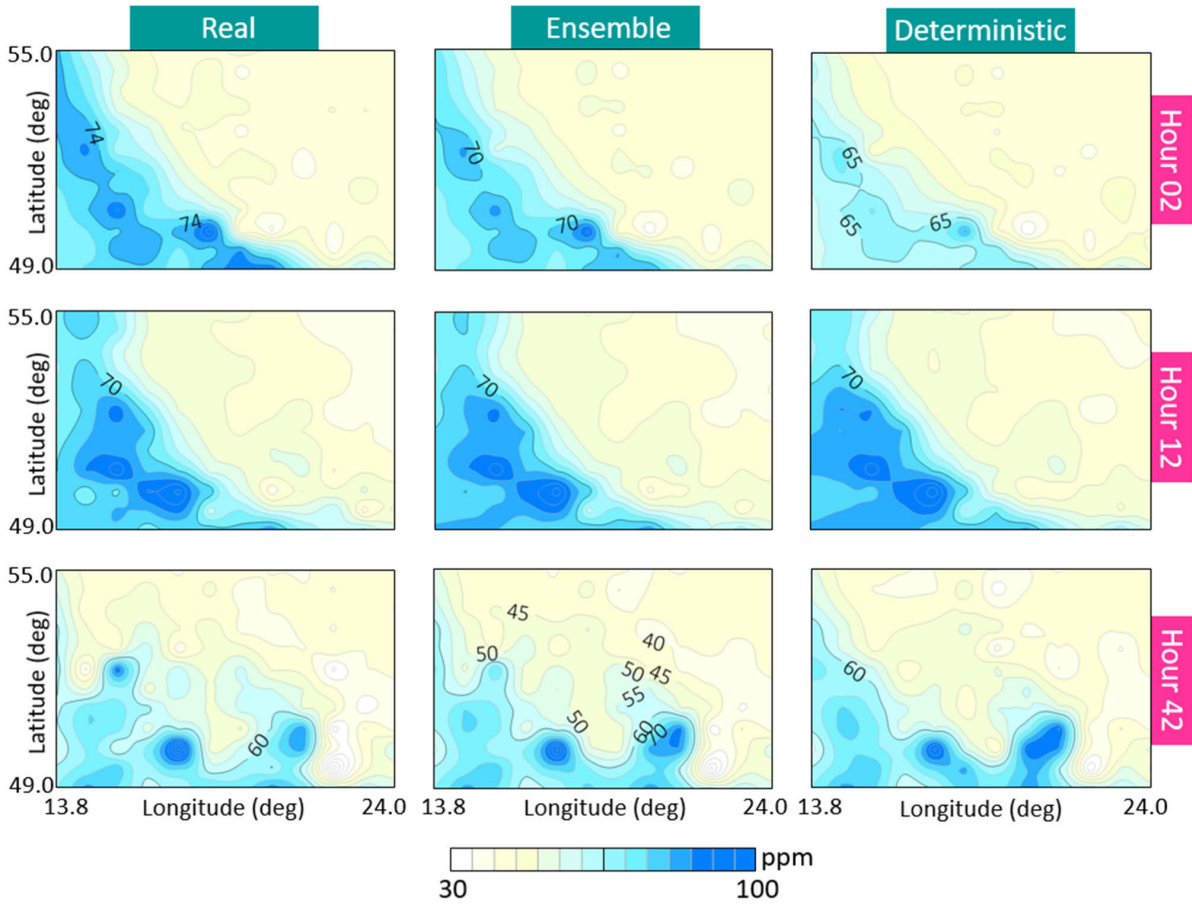 Real
Ensemble
Deterministic
55.0
Latitude (deg)
49.0
74
74
70
70
65
65
65
Hour 02
55.0
Latitude (deg)
49.0
70
70
70
Hour 12
55.0
Latitude (deg)
49.0
60
45
40
50
50
45
55
50
60
70
60
Hour 42
13.8
Longitude (deg)
Longitude (deg)
24.0
13.8
24.0
13.8
Longitude (deg)
24.0
30
100
ppm